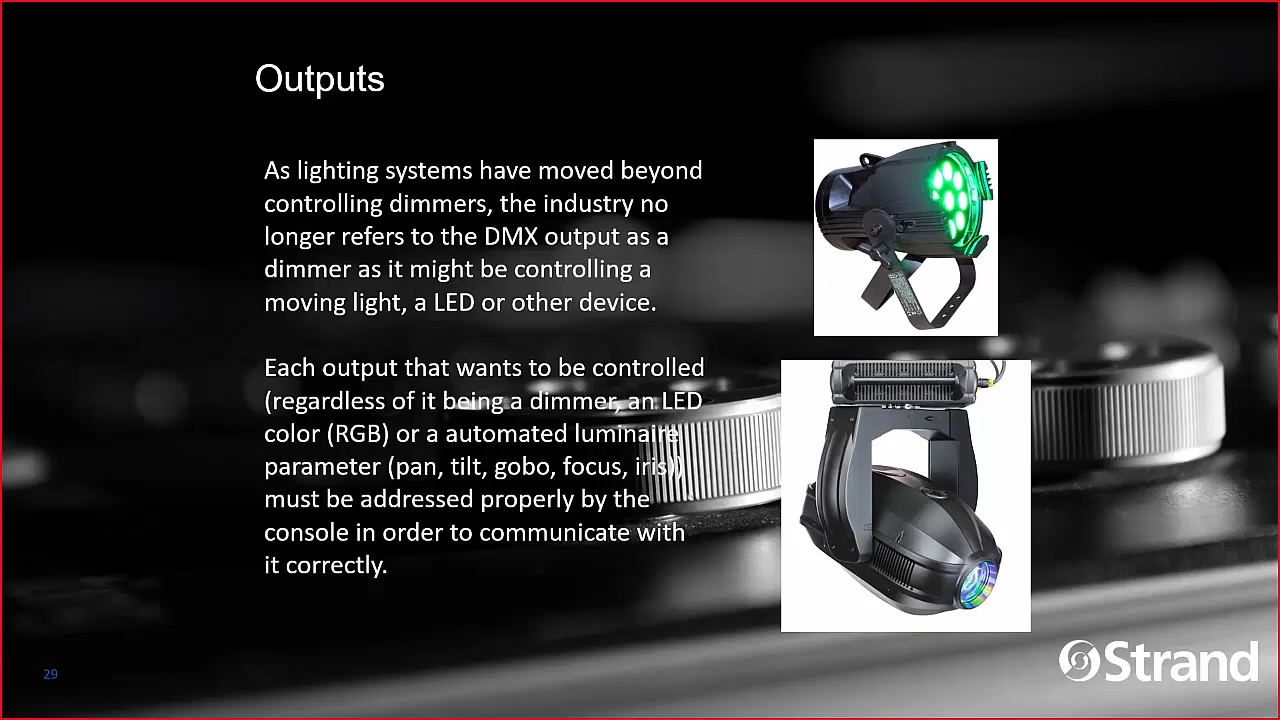 Outputs
As lighting systems have moved beyond
controlling dimmers, the industry no
longer refers to the DMX output as a
dimmer as it might be controlling a
moving light, a LED or other device.
Each output that wants to be controlled
(regardless of it being a dimmer, an LED
color (RGB) or a automated luminaire
parameter (pan, tilt, gobo, focus, iris))
must be addressed properly by the
console in order to communicate with
it correctly.
29
Strand